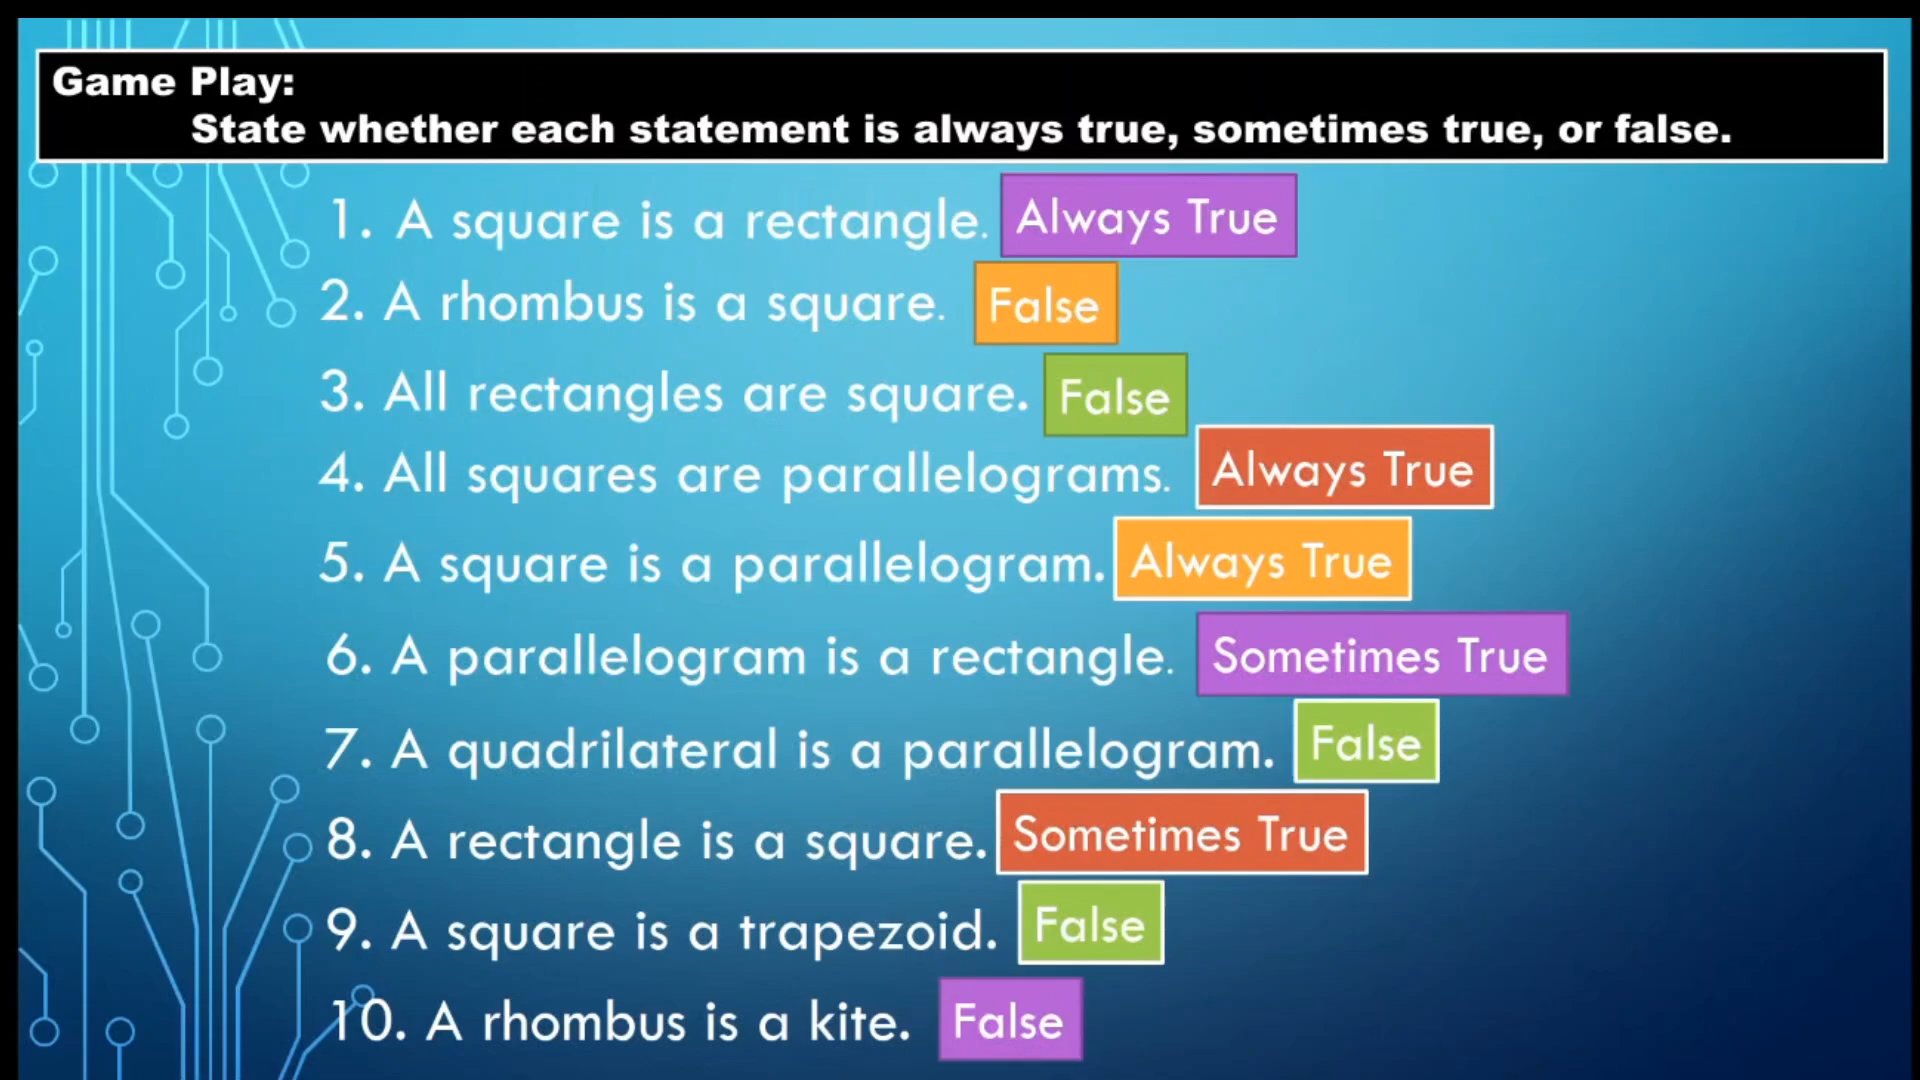 Game Play:
State whether each statement is always true, sometimes true, or false.
1. A square is a rectangle. Always True
2. A rhombus is a square. False
3. All rectangles are square. False
4. All squares are parallelograms. Always True
5. A square is a parallelogram. Always True
6. A parallelogram is a rectangle. Sometimes True
7. A quadrilateral is a parallelogram. False
8. A rectangle is a square. Sometimes True
9. A square is a trapezoid. False
10. A rhombus is a kite. False